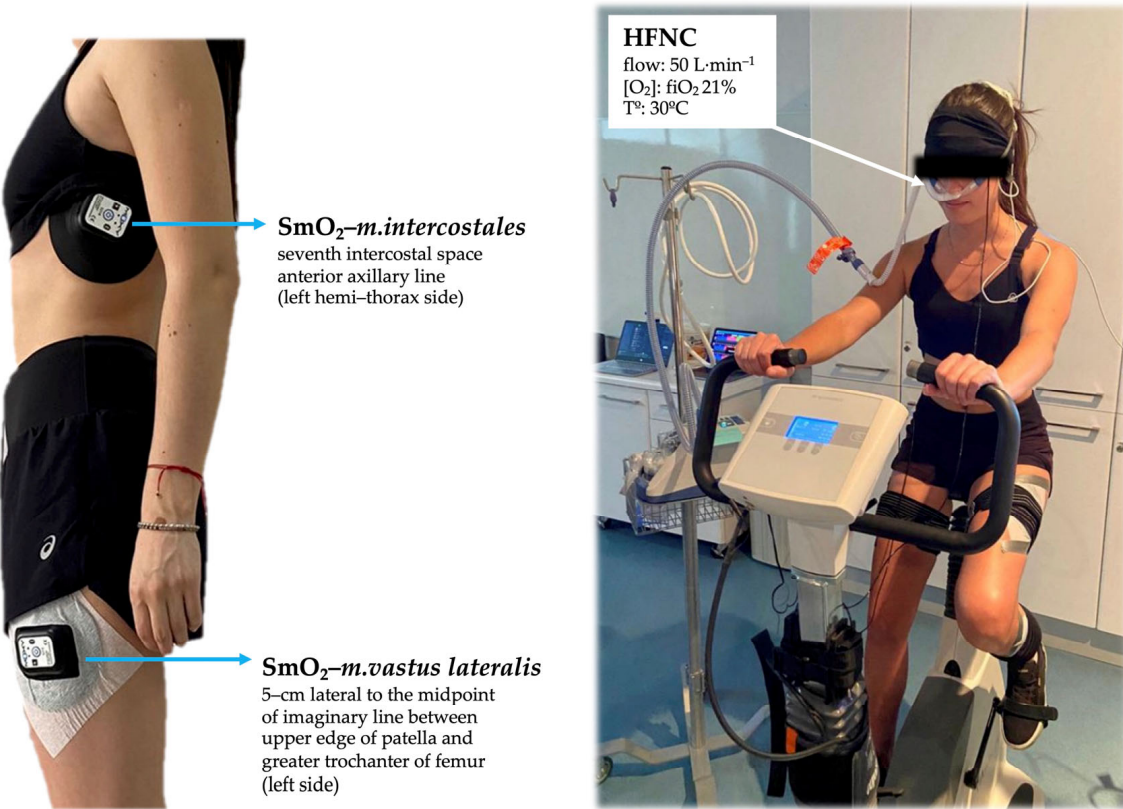 SmO₂–m.intercostales
seventh intercostal space
anterior axillary line
(left hemi–thorax side)
SmO₂–m.vastus lateralis
5–cm lateral to the midpoint
of imaginary line between
upper edge of patella and
greater trochanter of femur
(left side)
HFNC
flow: 50 L·min⁻¹
[O₂]: fiO₂ 21%
Tº: 30ºC